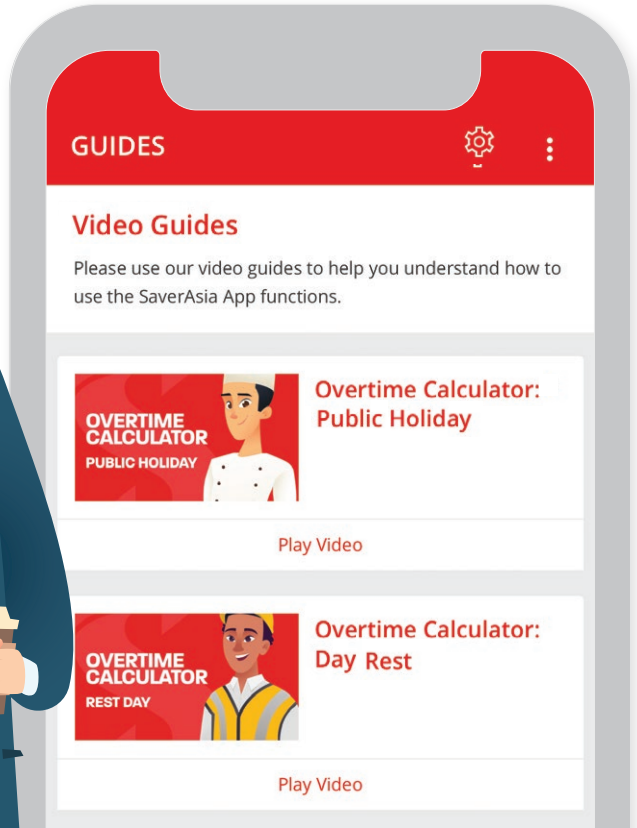 GUIDES
Video Guides
Please use our video guides to help you understand how to
use the SaverAsia App functions.
OVERTIME
CALCULATOR
PUBLIC HOLIDAY
Overtime Calculator:
Public Holiday
Play Video
OVERTIME
CALCULATOR
REST DAY
Overtime Calculator:
Day Rest
Play Video